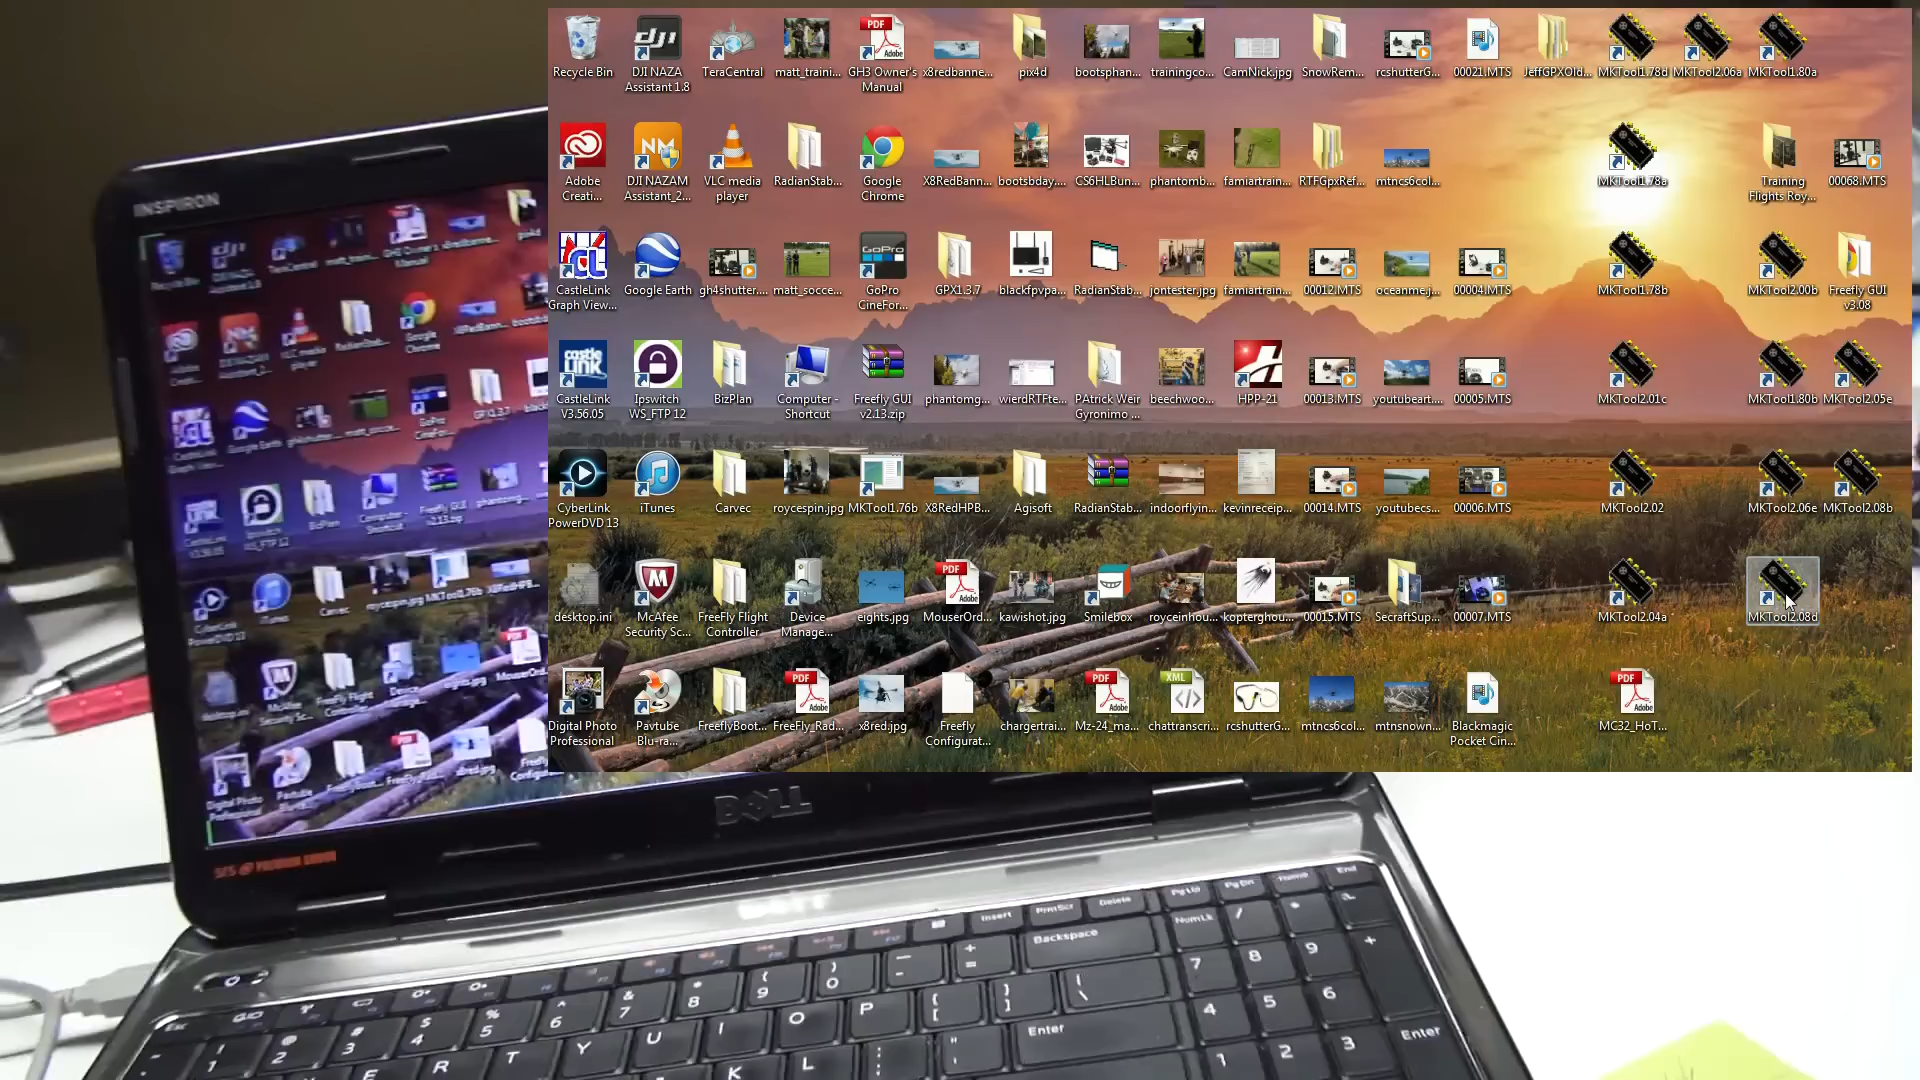 Recycle Bin
DJI NAZA
Assistant 1.8
TeraCentral
matt_traini...
GH3 Owner's
Manual
x8redbanne...
pix4d
bootsphan...
trainingco...
CamNick.jpg
SnowRem...
rcshutterG...
00021.MTS
JeffGPXOld...
MKTool1.78d
MKTool2.06a
MKTool1.80a
Adobe
Creati...
DJI NAZAM
Assistant_2...
VLC media
player
RadianStab...
Google
Chrome
X8RedBann...
bootsbday....
CS6HLBun...
phantomb...
famiartrain...
RTFGpxRef...
mtncs6col...
MKTool1.78a
Training
Flights Roy...
00068.MTS
CastleLink
Graph View...
Google Earth
gh4shutter....
matt_socce...
GoPro
CineFor...
GPX1.3.7
blackfpvpa...
RadianStab...
jontester.jpg
famiartrain...
00012.MTS
oceanme.j...
00004.MTS
MKTool1.78b
MKTool2.00b
Freefly GUI
v3.08
CastleLink
V3.56.05
Ipswitch
WS_FTP 12
BizPlan
Computer -
Shortcut
Freefly GUI
v2.13.zip
phantomg...
wierdRTFte...
PAtrick Weir
Gyronimo ...
beechwoo...
HPP-21
00013.MTS
youtubeart....
00005.MTS
MKTool2.01c
MKTool1.80b
MKTool2.05e
CyberLink
PowerDVD 13
iTunes
Carvec
roycespin.jpg
MKTool1.76b
X8RedHPB...
Agisoft
RadianStab...
indoorflyin...
kevinreceip...
00014.MTS
youtubecs...
00006.MTS
MKTool2.02
MKTool2.06e
MKTool2.08b
desktop.ini
McAfee
Security Sc...
FreeFly Flight
Controller
Device
Manage...
eights.jpg
MouserOrd...
kawishot.jpg
Smilebox
royceinhou...
kopterghou...
00015.MTS
SecraftSup...
00007.MTS
MKTool2.04a
MKTool2.08d
Digital Photo
Professional
Pavtube
Blu-ra...
FreeflyBoot...
FreeFly_Rad...
x8red.jpg
Freefly
Configurat...
chargertrai...
Mz-24_ma...
chattranscri...
rcshutterG...
mtncs6col...
mtnsnown...
Blackmagic
Pocket Cin...
MC32_HoT...
INSPIRON
DELL
Insert
PrntScr
Delete
PgUp
PgDn
Home
End
Backspace
NumLk
Enter
Enter
Esc